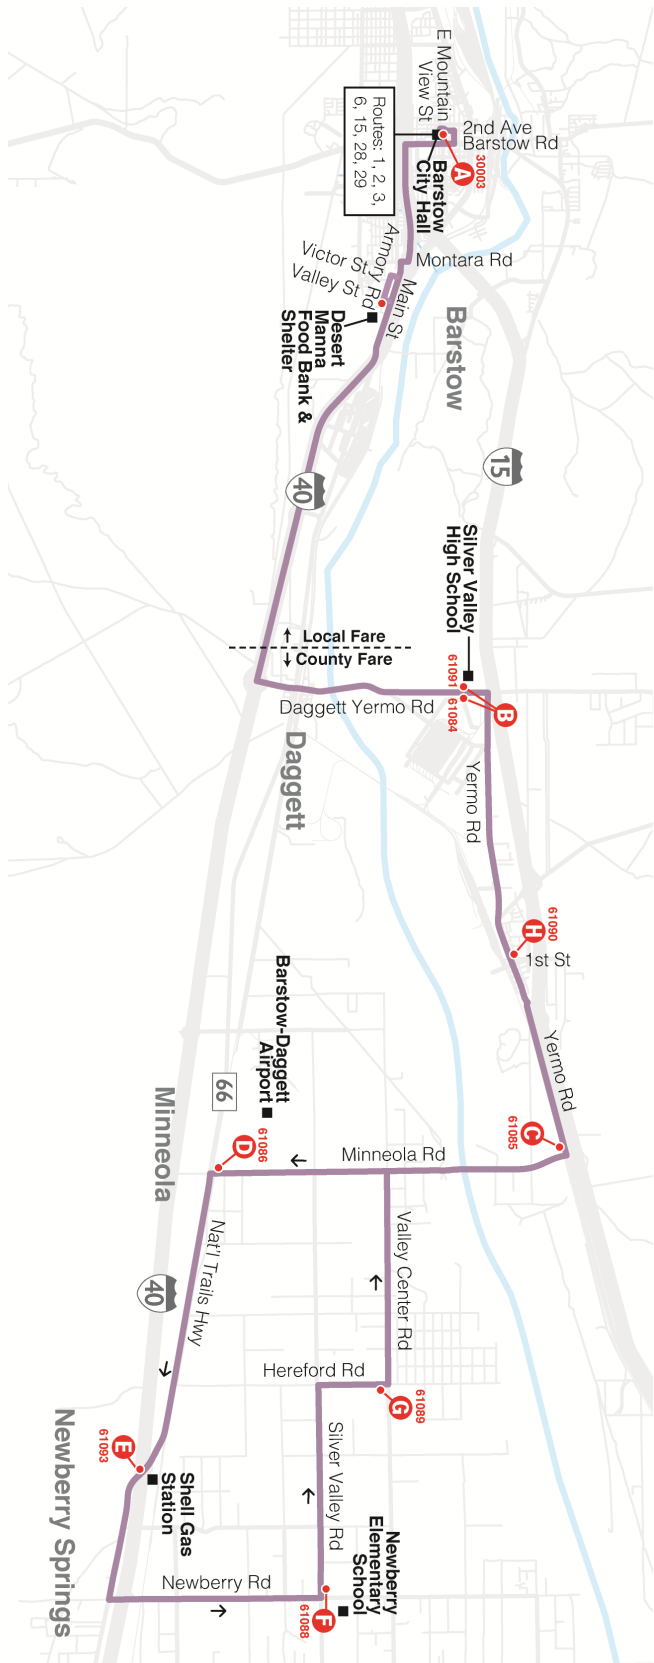 E Mountain
View St
2nd Ave
Barstow Rd
30003
A
Barstow
City Hall
Routes: 1, 2, 3,
6, 15, 28, 29
Montara Rd
Armory Rd
Victor St
Valley St
Main St
Desert
Manna
Food Bank &
Shelter
Barstow
15
40
Silver Valley
High School
Local Fare
County Fare
61091
61084
B
Daggett Yermo Rd
Daggett
Yermo Rd
61090
H
1st St
Yermo Rd
Barstow-Daggett
Airport
66
Minneola
61086
D
C
61085
Minneola Rd
Valley Center Rd
Nat'l Trails Hwy
40
Hereford Rd
61089
G
Silver Valley Rd
E
61093
Shell Gas
Station
Newberry Springs
Newberry
Elementary
School
Newberry Rd
F
61088